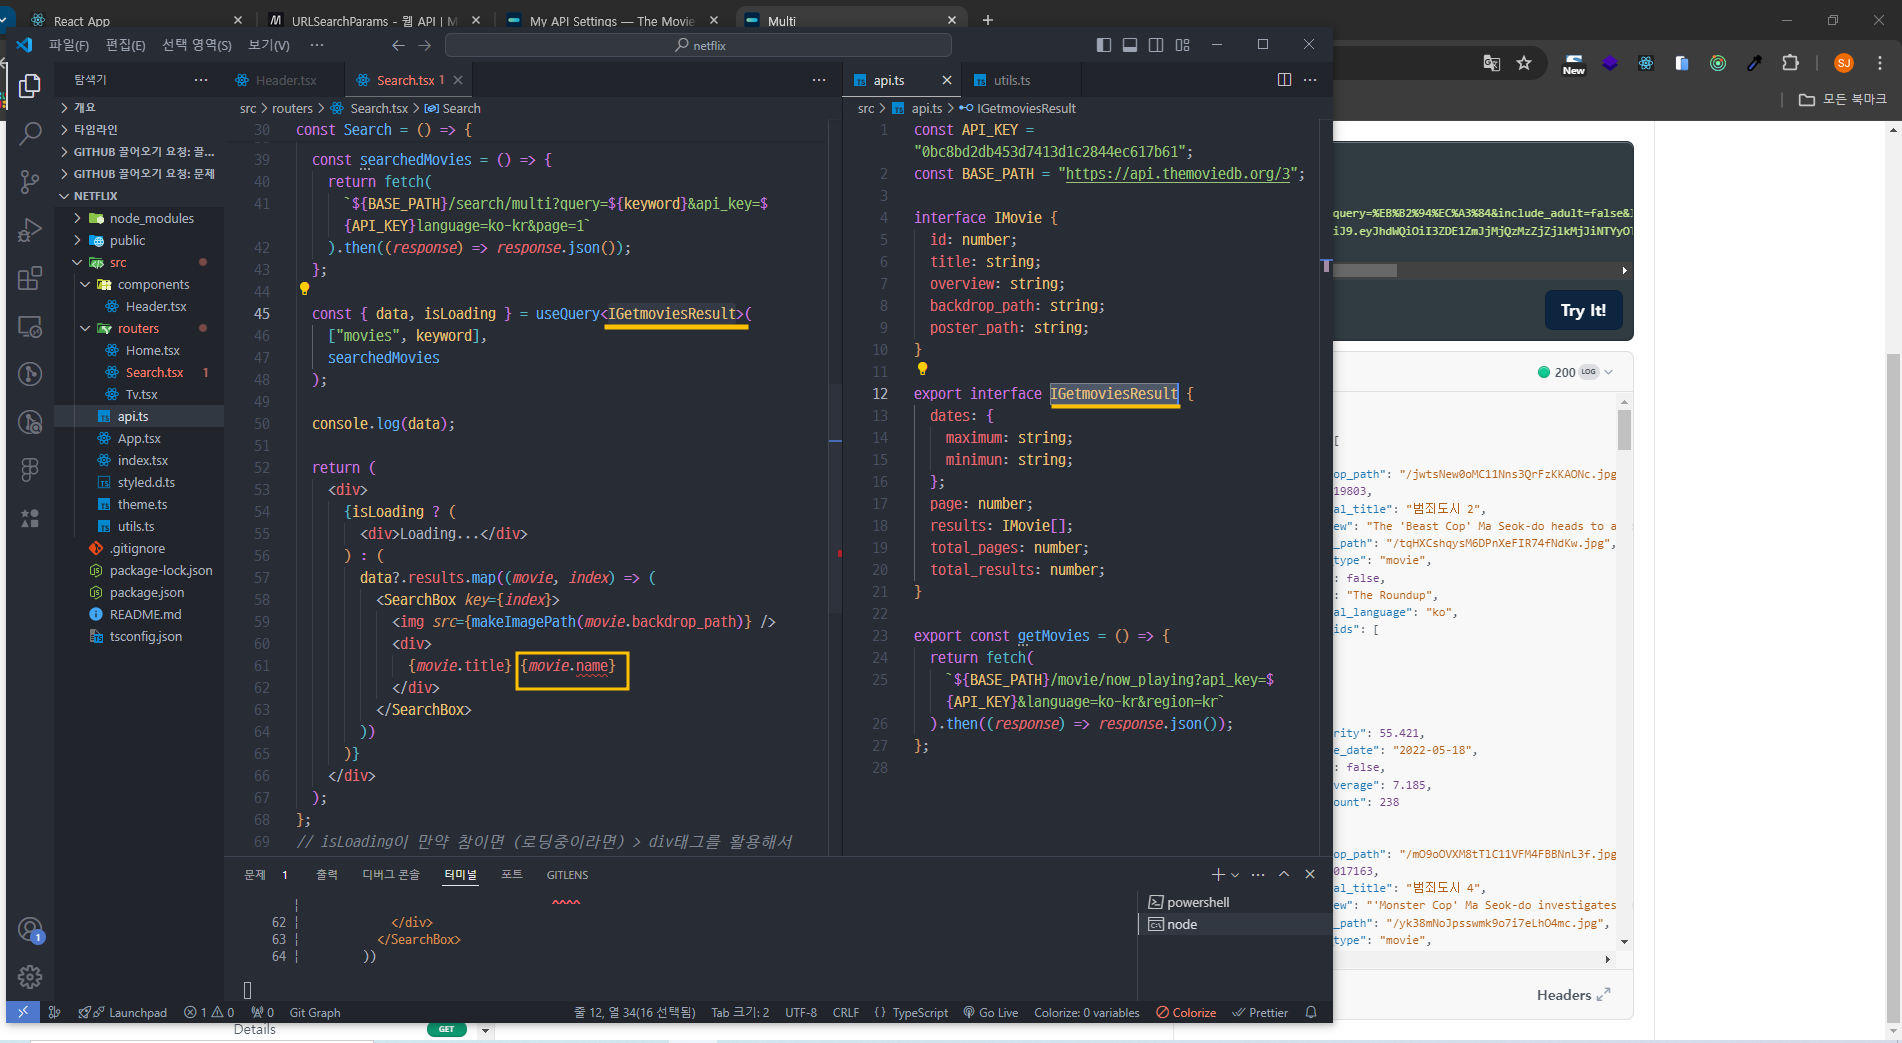 React App
URLSearchParams - 웹 API | M
My API Settings — The Movie
Multi
파일(F) 편집(E) 선택 영역(S) 보기(V) ···
netflix
New
SJ
모든 북마크
탐색기
개요
타임라인
GITHUB 끌어오기 요청: 끌...
GITHUB 끌어오기 요청: 문제
NETFLIX
node_modules
public
src
components
Header.tsx
routers
Home.tsx
Search.tsx 1
Tv.tsx
api.ts
App.tsx
index.tsx
styled.d.ts
theme.ts
utils.ts
.gitignore
package-lock.json
package.json
README.md
tsconfig.json
Header.tsx
Search.tsx 1
src > routers > Search.tsx > Search
30 const Search = () => {
39 const searchedMovies = () => {
40 return fetch(
41 `${BASE_PATH}/search/multi?query=${keyword}&api_key=$
{API_KEY}language=ko-kr&page=1`
42 ).then((response) => response.json());
43 };
44
45 const { data, isLoading } = useQuery<IGetmoviesResult>(
46 ["movies", keyword],
47 searchedMovies
48 );
49
50 console.log(data);
51
52 return (
53 <div>
54 {isLoading ? (
55 <div>Loading...</div>
56 ) : (
57 data?.results.map((movie, index) => (
58 <SearchBox key={index}>
59 <img src={makeImagePath(movie.backdrop_path)} />
60 <div>
61 {movie.title} {movie.name}
62 </div>
63 </SearchBox>
64 ))
65 )}
66 </div>
67 );
68 };
69 // isLoading이 만약 참이면 (로딩중이라면) > div태그를 활용해서
api.ts
utils.ts
src > api.ts > IGetmoviesResult
1 const API_KEY =
"0bc8bd2db453d7413d1c2844ec617b61";
2 const BASE_PATH = "https://api.themoviedb.org/3";
3
4 interface IMovie {
5 id: number;
6 title: string;
7 overview: string;
8 backdrop_path: string;
9 poster_path: string;
10 }
11
12 export interface IGetmoviesResult {
13 dates: {
14 maximum: string;
15 minimun: string;
16 };
17 page: number;
18 results: IMovie[];
19 total_pages: number;
20 total_results: number;
21 }
22
23 export const getMovies = () => {
24 return fetch(
25 `${BASE_PATH}/movie/now_playing?api_key=$
{API_KEY}&language=ko-kr&region=kr`
26 ).then((response) => response.json());
27 };
28
query=%EB%B2%94%EC%A3%84&include_adult=false&
iJ9.eyJhdWQiOiI3ZDE1ZmJjMjQzMzZjZjlkMjJiNTYyO
Try It!
200 LOG
[
op_path": "/jwtsNew0oMC11Nns3QrFzKKAONc.jpg
19803,
al_title": "범죄도시 2",
ew": "The 'Beast Cop' Ma Seok-do heads to a
_path": "/tqHXCshqysM6DPnXeFIR74fNdKw.jpg",
type": "movie",
: false,
: "The Roundup",
al_language": "ko",
ids": [
rity": 55.421,
e_date": "2022-05-18",
: false,
verage": 7.185,
ount": 238
op_path": "/mO9oOVXM8tTlC11VFM4FBBNnL3f.jpg
017163,
al_title": "범죄도시 4",
ew": "'Monster Cop' Ma Seok-do investigates
_path": "/yk38mNoJpsswmk9o7i7eLhO4mc.jpg",
type": "movie",
Headers
문제 1 출력 디버그 콘솔 터미널 포트 GITLENS
^^^^
62 | </div>
63 | </SearchBox>
64 | ))
powershell
node
1
Launchpad 1 0 0 Git Graph 줄 12, 열 34(16 선택됨) Tab 크기: 2 UTF-8 CRLF {} TypeScript Go Live Colorize: 0 variables Colorize Prettier
Details
GET